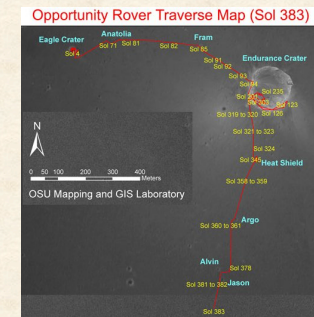 Opportunity Rover Traverse Map (Sol 383)
Eagle Crater
Anatolia
Fram
Sol 4
Sol 71
Sol 81
Sol 82
Sol 85
Sol 91
Sol 92
Endurance Crater
Sol 93
Sol 94
Sol 235
Sol 123
Sol 126
Sol 319 to 320
Sol 321 to 323
Sol 324
Sol 345
Heat Shield
Sol 358 to 359
N
0 50 100 200 300 400
Meters
OSU Mapping and GIS Laboratory
Argo
Sol 360 to 361
Alvin
Sol 378
Sol 381 to 382
Jason
Sol 383